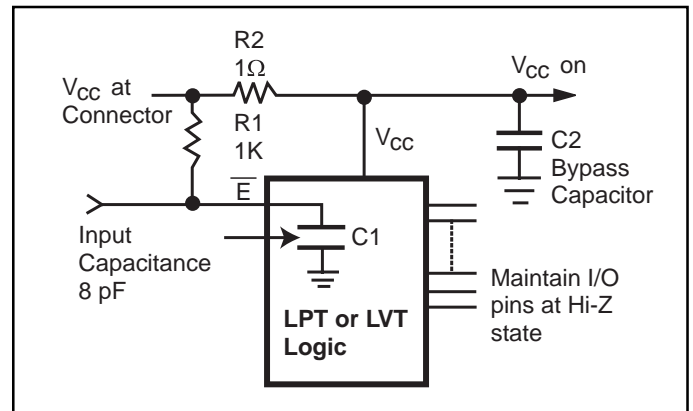 R2
1Ω
VCC at
Connector
VCC on
R1
1K
VCC
C2
Bypass
Capacitor
E̅
Input
Capacitance
8 pF
C1
Maintain I/O
pins at Hi-Z
state
LPT or LVT
Logic